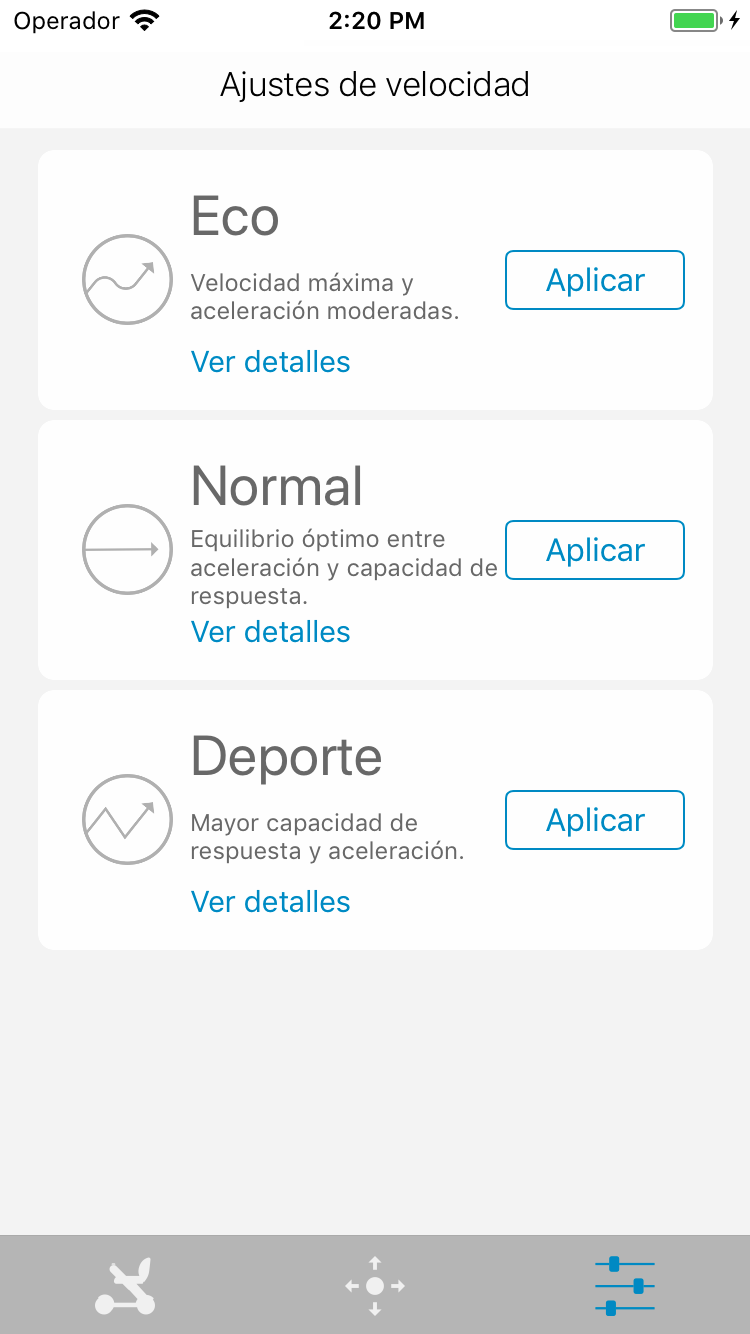 Operador 2:20 PM
Ajustes de velocidad
Eco
Velocidad máxima y
aceleración moderadas.
Ver detalles
Aplicar
Normal
Equilibrio óptimo entre
aceleración y capacidad de
respuesta.
Ver detalles
Aplicar
Deporte
Mayor capacidad de
respuesta y aceleración.
Ver detalles
Aplicar